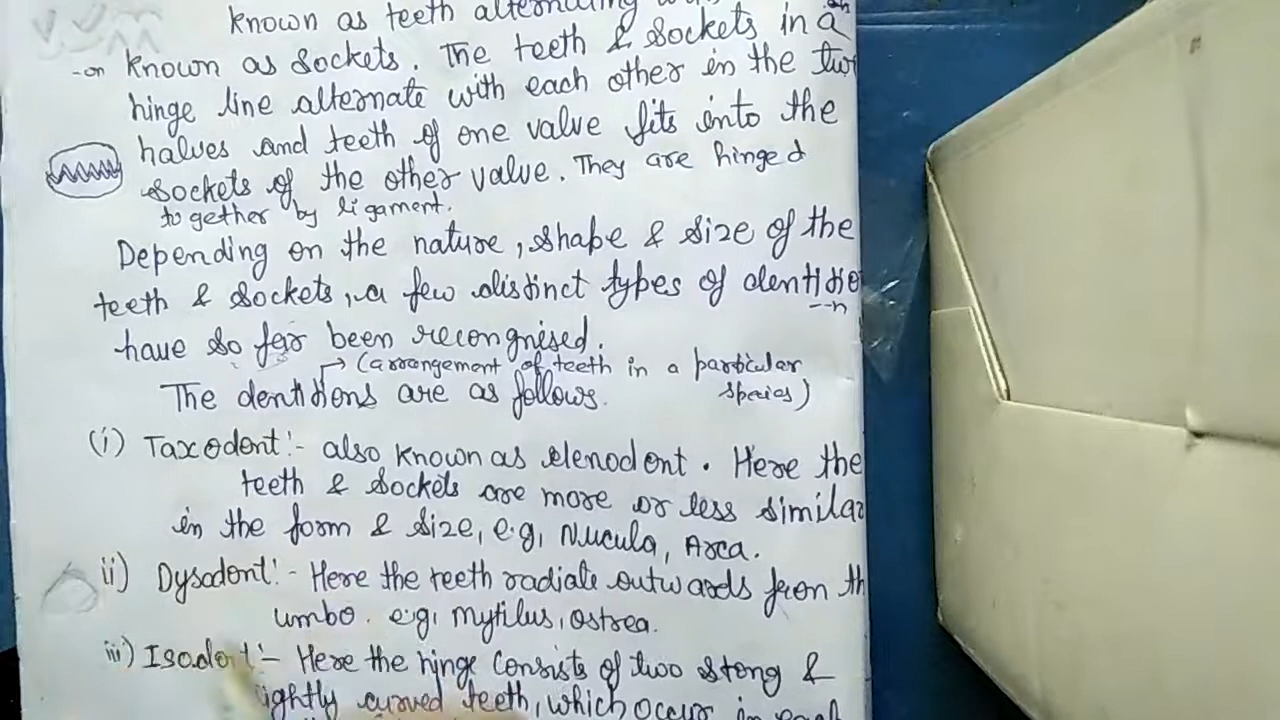 known as teeth alternating
-on known as sockets. The teeth & sockets in a
hinge line alternate with each other in the two
halves and teeth of one valve fits into the
sockets of the other valve. They are hinged
together by ligament.
Depending on the nature, shape & size of the
teeth & sockets, a few distinct types of dentitio
--n
have so far been recongnised.
(arrangement of teeth in a particular
species)
The dentitions are as follows.
(i) Taxodont:- also known as elenodont. Here the
teeth & sockets are more or less similar
in the form & size, e.g, Nucula, Arca.
ii) Dysodont:- Here the teeth radiate outwards from th
umbo. e.g, mytilus, ostrea.
iii) Isodont:- Here the hinge consists of two stong &
lightly curved teeth, which occur in each